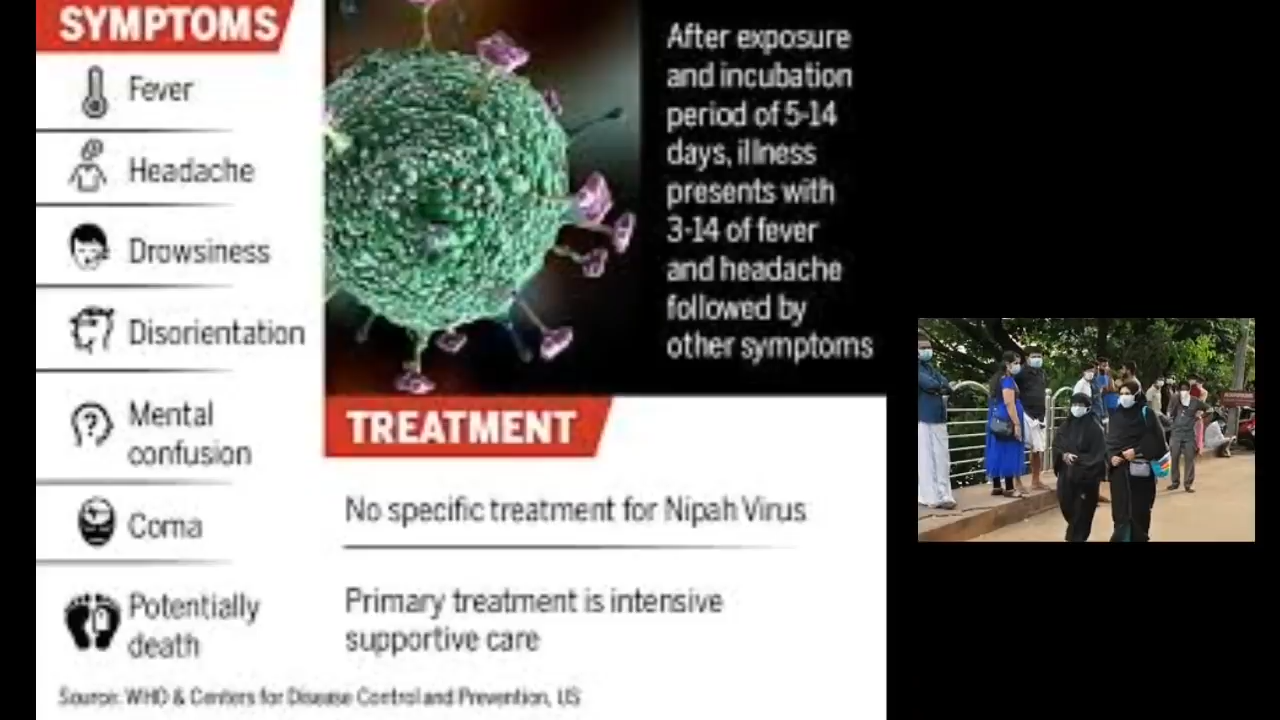 SYMPTOMS
Fever
Headache
Drowsiness
Disorientation
Mental
confusion
Coma
Potentially
death
After exposure
and incubation
period of 5-14
days, illness
presents with
3-14 of fever
and headache
followed by
other symptoms
TREATMENT
No specific treatment for Nipah Virus
Primary treatment is intensive
supportive care
Source: WHO & Centers for Disease Control and Prevention, US